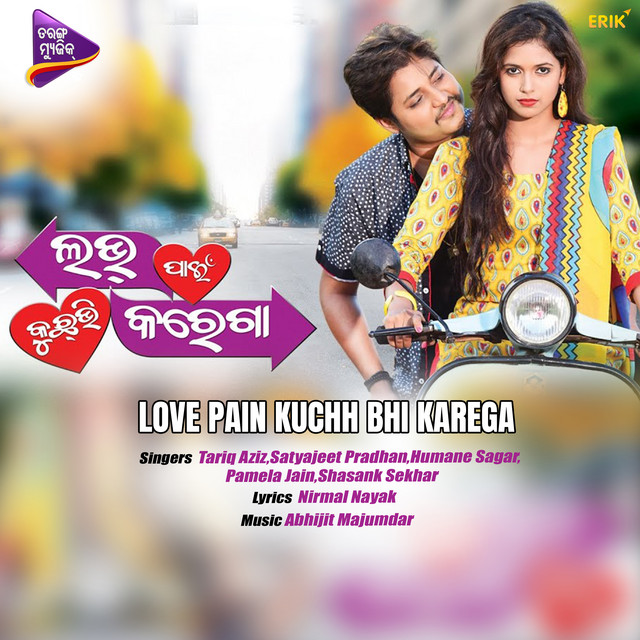 ତରଙ୍ଗ
ମ୍ୟୁଜିକ୍
ERIK
ଲଭ୍ ପାଇଁ
କୁଛ୍ ଭି କରେଗା
LOVE PAIN KUCHH BHI KAREGA
Singers Tariq Aziz,Satyajeet Pradhan,Humane Sagar,
Pamela Jain,Shasank Sekhar
Lyrics Nirmal Nayak
Music Abhijit Majumdar